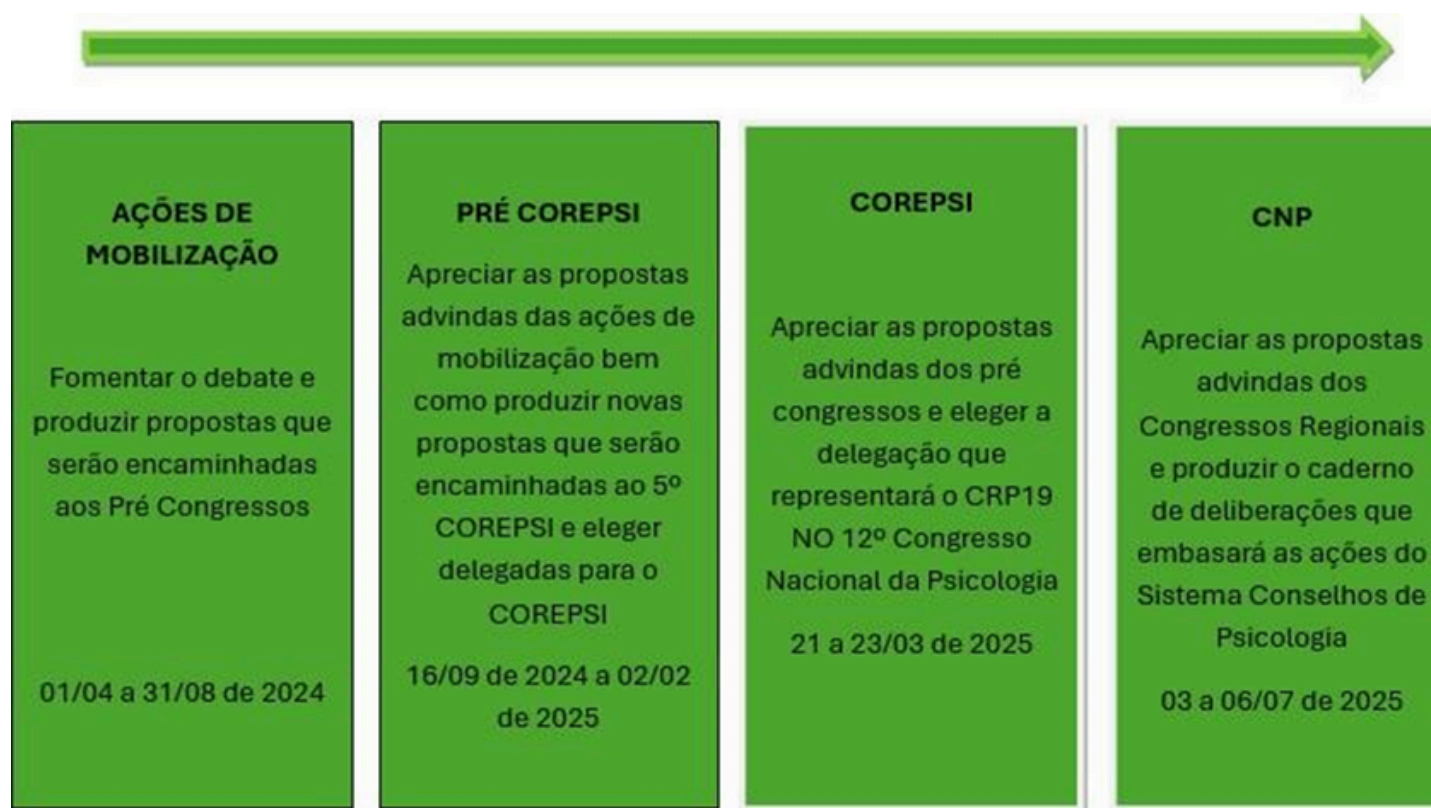 AÇÕES DE
MOBILIZAÇÃO
Fomentar o debate e
produzir propostas que
serão encaminhadas
aos Pré Congressos
01/04 a 31/08 de 2024
PRÉ COREPSI
Apreciar as propostas
advindas das ações de
mobilização bem
como produzir novas
propostas que serão
encaminhadas ao 5º
COREPSI e eleger
delegadas para o
COREPSI
16/09 de 2024 a 02/02
de 2025
COREPSI
Apreciar as propostas
advindas dos pré
congressos e eleger a
delegação que
representará o CRP19
NO 12º Congresso
Nacional da Psicologia
21 a 23/03 de 2025
CNP
Apreciar as propostas
advindas dos
Congressos Regionais
e produzir o caderno
de deliberações que
embasará as ações do
Sistema Conselhos de
Psicologia
03 a 06/07 de 2025